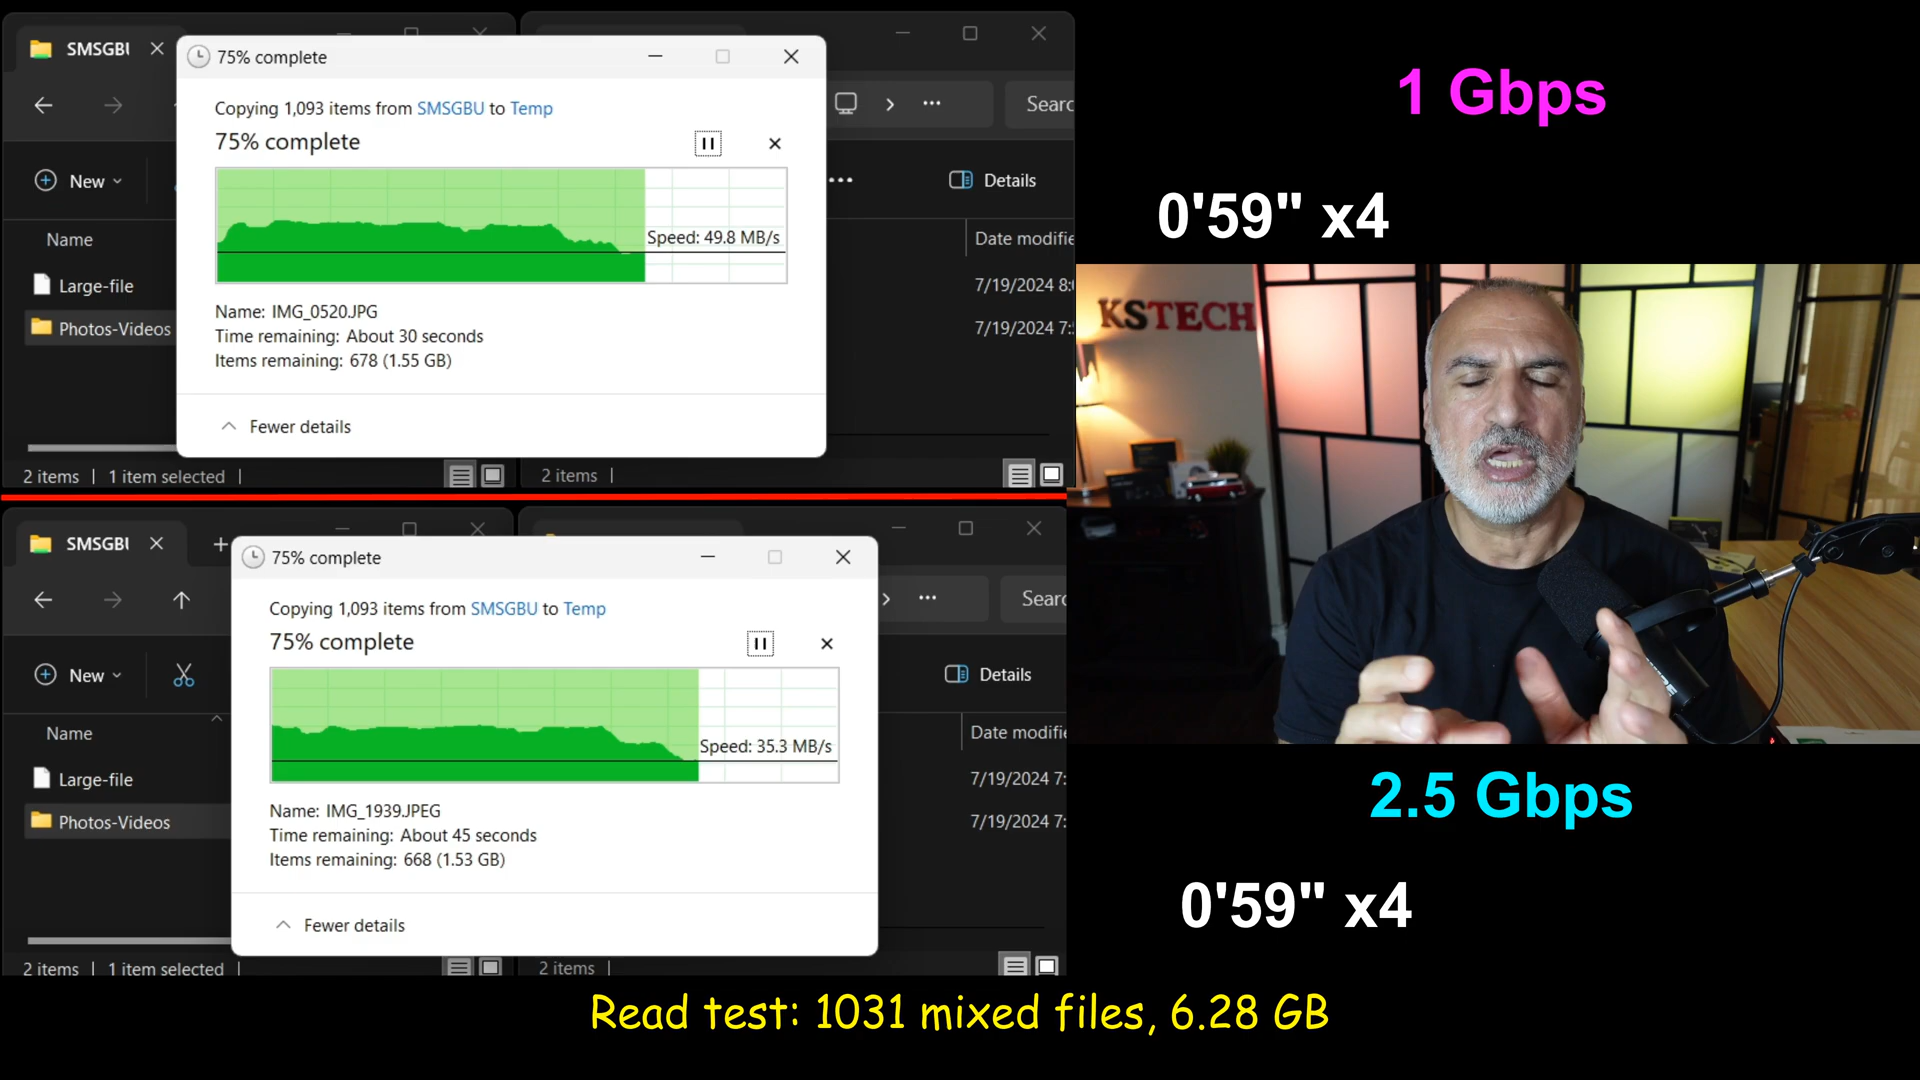 SMSGBU
75% complete
Copying 1,093 items from SMSGBU to Temp
75% complete
Speed: 49.8 MB/s
Name: IMG_0520.JPG
Time remaining: About 30 seconds
Items remaining: 678 (1.55 GB)
Fewer details
New
Name
Large-file
Photos-Videos
2 items
1 item selected
Searc
Details
Date modifie
7/19/2024 8:
7/19/2024 7:
2 items
1 Gbps
0'59" x4
KSTECH
SMSGBU
75% complete
Copying 1,093 items from SMSGBU to Temp
75% complete
Speed: 35.3 MB/s
Name: IMG_1939.JPEG
Time remaining: About 45 seconds
Items remaining: 668 (1.53 GB)
Fewer details
New
Name
Large-file
Photos-Videos
2 items
1 item selected
Searc
Details
Date modifie
7/19/2024 7:
7/19/2024 7:
2 items
2.5 Gbps
0'59" x4
Read test: 1031 mixed files, 6.28 GB